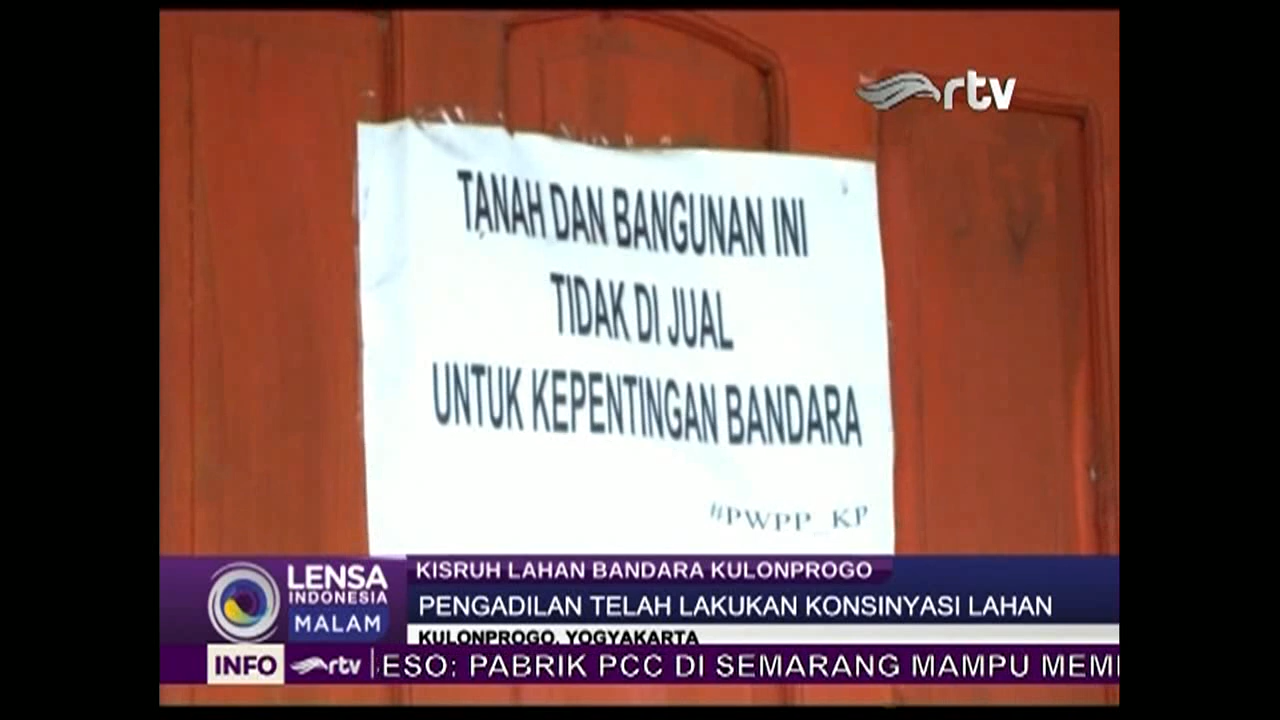 rtv
TANAH DAN BANGUNAN INI
TIDAK DI JUAL
UNTUK KEPENTINGAN BANDARA
#PWPP_KP
LENSA
INDONESIA
MALAM
KISRUH LAHAN BANDARA KULONPROGO
PENGADILAN TELAH LAKUKAN KONSINYASI LAHAN
KULONPROGO, YOGYAKARTA
INFO rtv ESO: PABRIK PCC DI SEMARANG MAMPU MEM